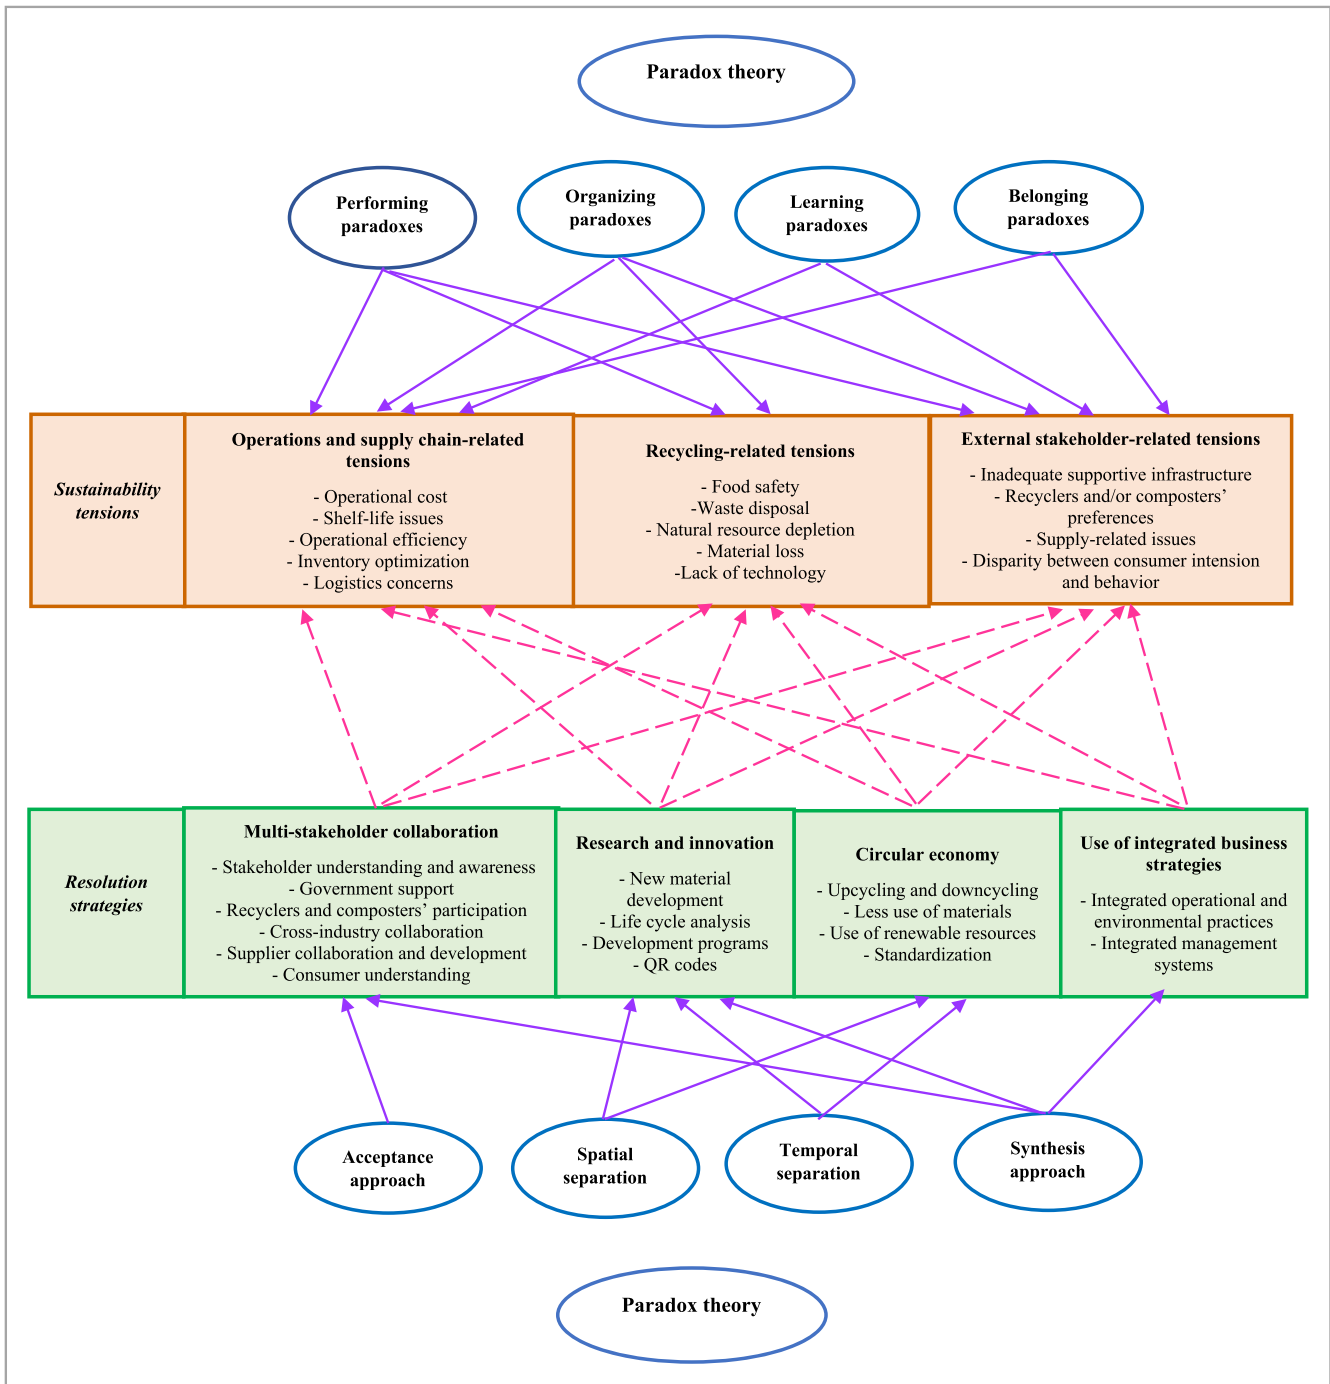 Paradox theory
Performing
paradoxes
Organizing
paradoxes
Learning
paradoxes
Belonging
paradoxes
Sustainability
tensions
Operations and supply chain-related
tensions
- Operational cost
- Shelf-life issues
- Operational efficiency
- Inventory optimization
- Logistics concerns
Recycling-related tensions
- Food safety
-Waste disposal
- Natural resource depletion
- Material loss
-Lack of technology
External stakeholder-related tensions
- Inadequate supportive infrastructure
- Recyclers and/or composters’
preferences
- Supply-related issues
- Disparity between consumer intension
and behavior
Resolution
strategies
Multi-stakeholder collaboration
- Stakeholder understanding and awareness
- Government support
- Recyclers and composters’ participation
- Cross-industry collaboration
- Supplier collaboration and development
- Consumer understanding
Research and innovation
- New material
development
- Life cycle analysis
- Development programs
- QR codes
Circular economy
- Upcycling and downcycling
- Less use of materials
- Use of renewable resources
- Standardization
Use of integrated business
strategies
- Integrated operational and
environmental practices
- Integrated management
systems
Acceptance
approach
Spatial
separation
Temporal
separation
Synthesis
approach
Paradox theory